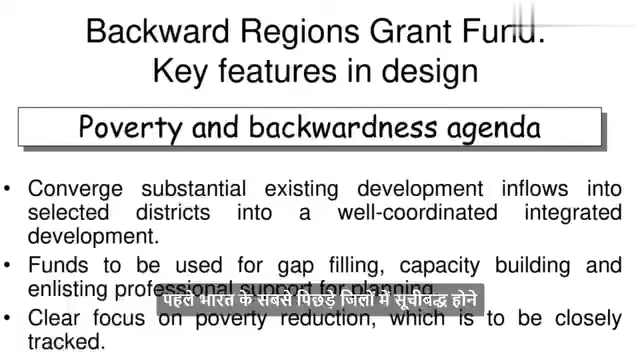 Backward Regions Grant Fund:
Key features in design
Poverty and backwardness agenda
• Converge substantial existing development inflows into
selected districts into a well-coordinated integrated
development.
• Funds to be used for gap filling, capacity building and
enlisting professional support for planning
पहले भारत के सबसे पिछड़े जिलों में सूचीबद्ध होने
• Clear focus on poverty reduction, which is to be closely
tracked.